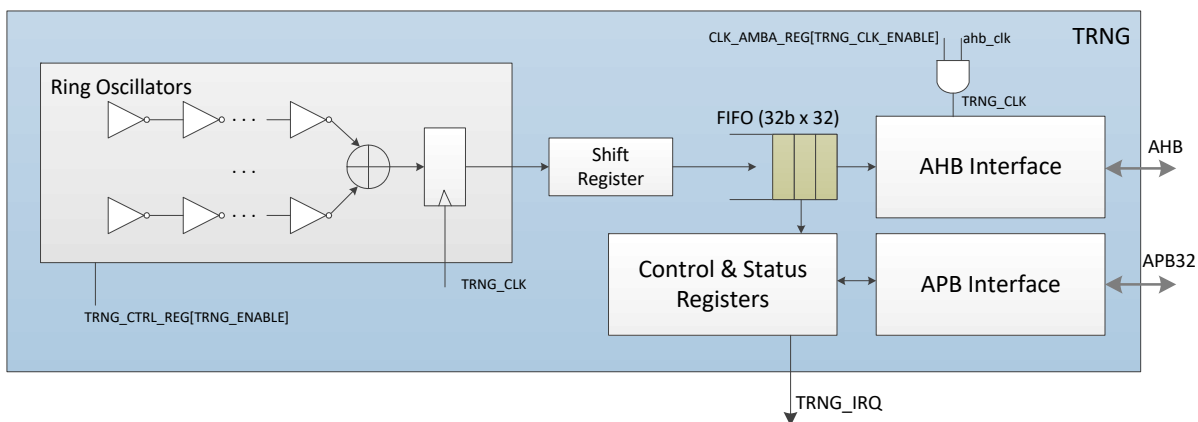 CLK_AMBA_REG[TRNG_CLK_ENABLE]
ahb_clk
TRNG
Ring Oscillators
TRNG_CLK
FIFO (32b x 32)
. . .
. . .
Shift
Register
AHB Interface
AHB
. . .
. . .
. . .
Control & Status
Registers
APB Interface
APB32
TRNG_CLK
TRNG_CTRL_REG[TRNG_ENABLE]
TRNG_IRQ